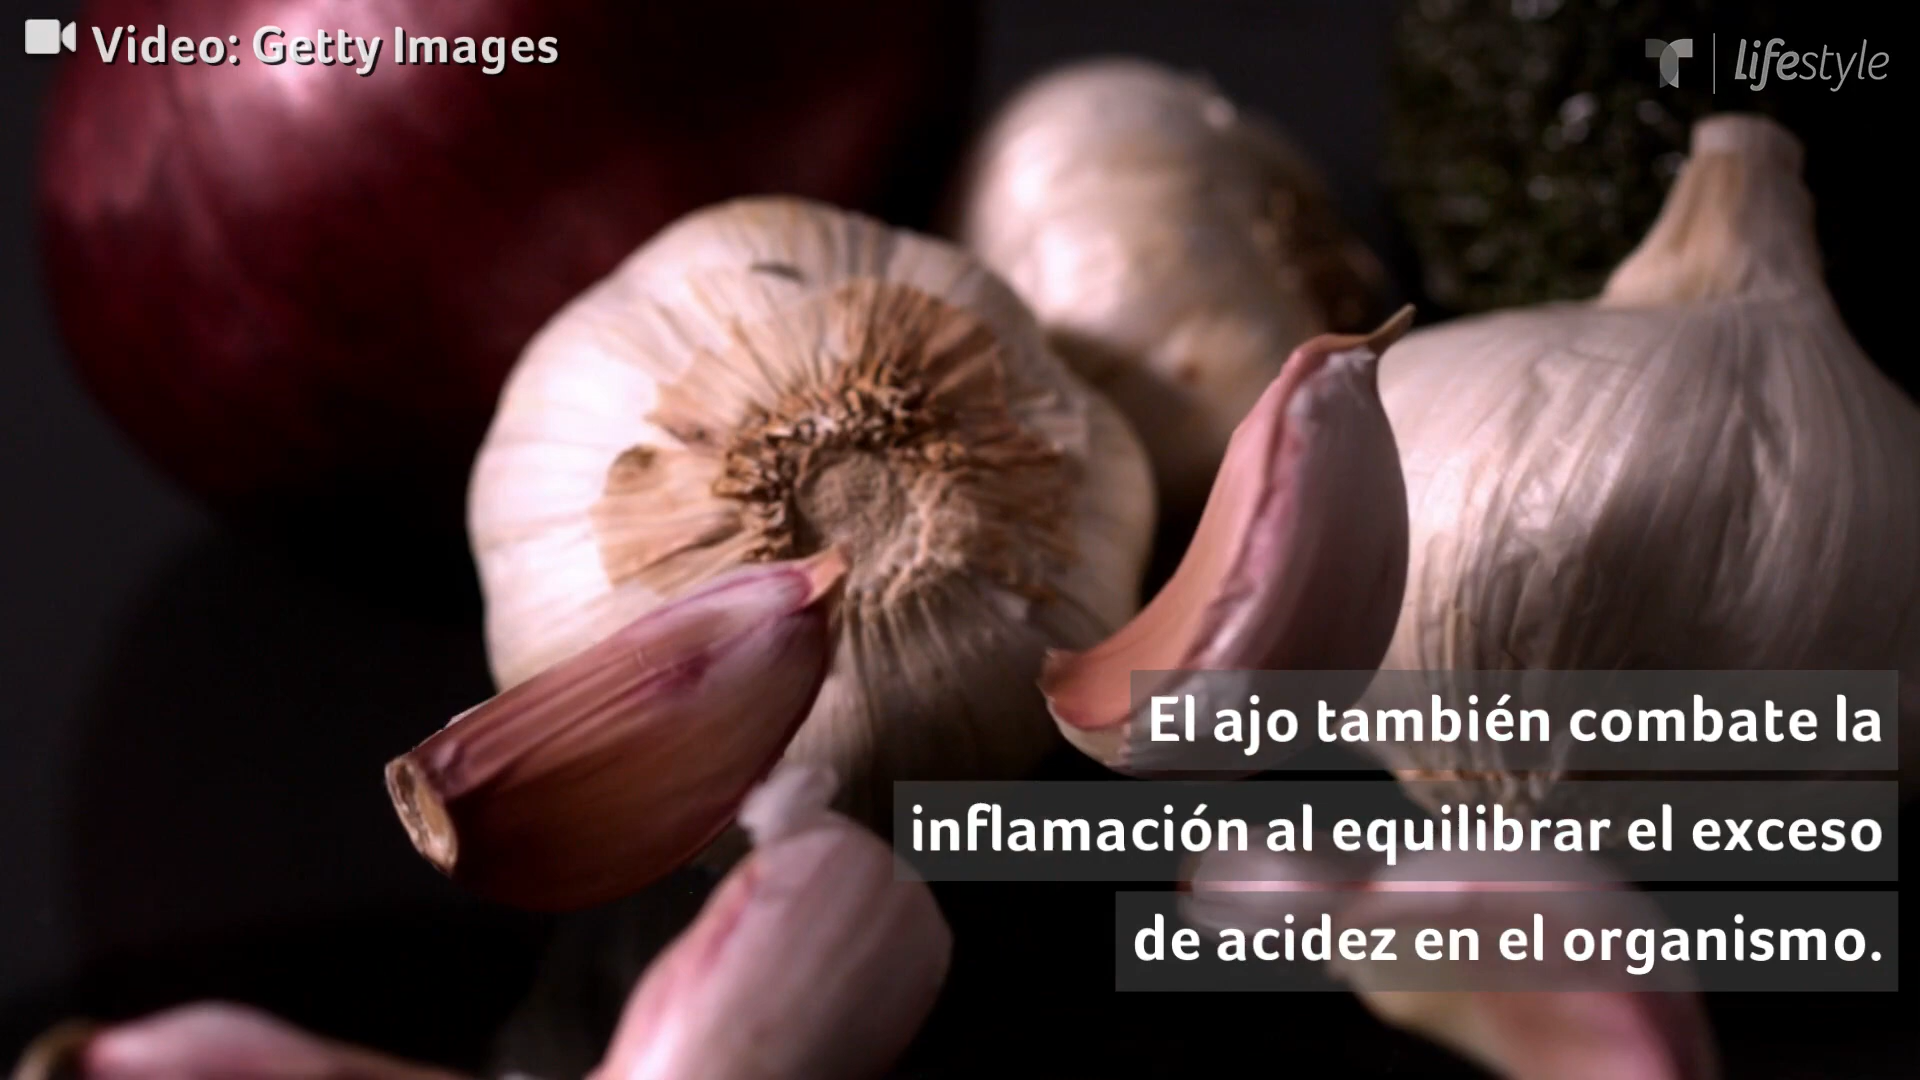 Video: Getty Images
lifestyle
El ajo también combate la
inflamación al equilibrar el exceso
de acidez en el organismo.